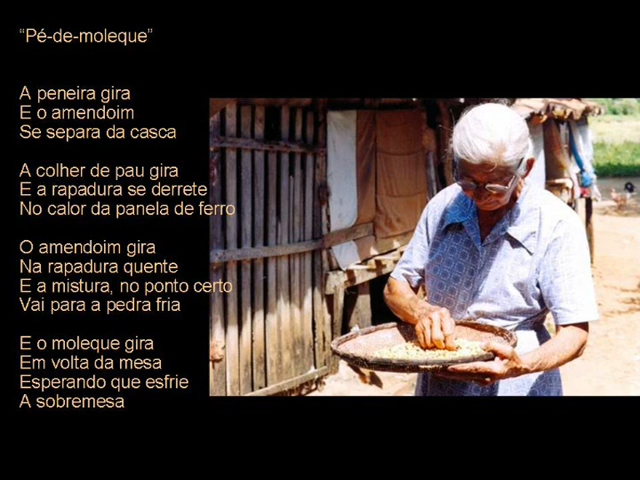 “Pé-de-moleque”
A peneira gira
E o amendoim
Se separa da casca
A colher de pau gira
E a rapadura se derrete
No calor da panela de ferro
O amendoim gira
Na rapadura quente
E a mistura, no ponto certo
Vai para a pedra fria
E o moleque gira
Em volta da mesa
Esperando que esfrie
A sobremesa